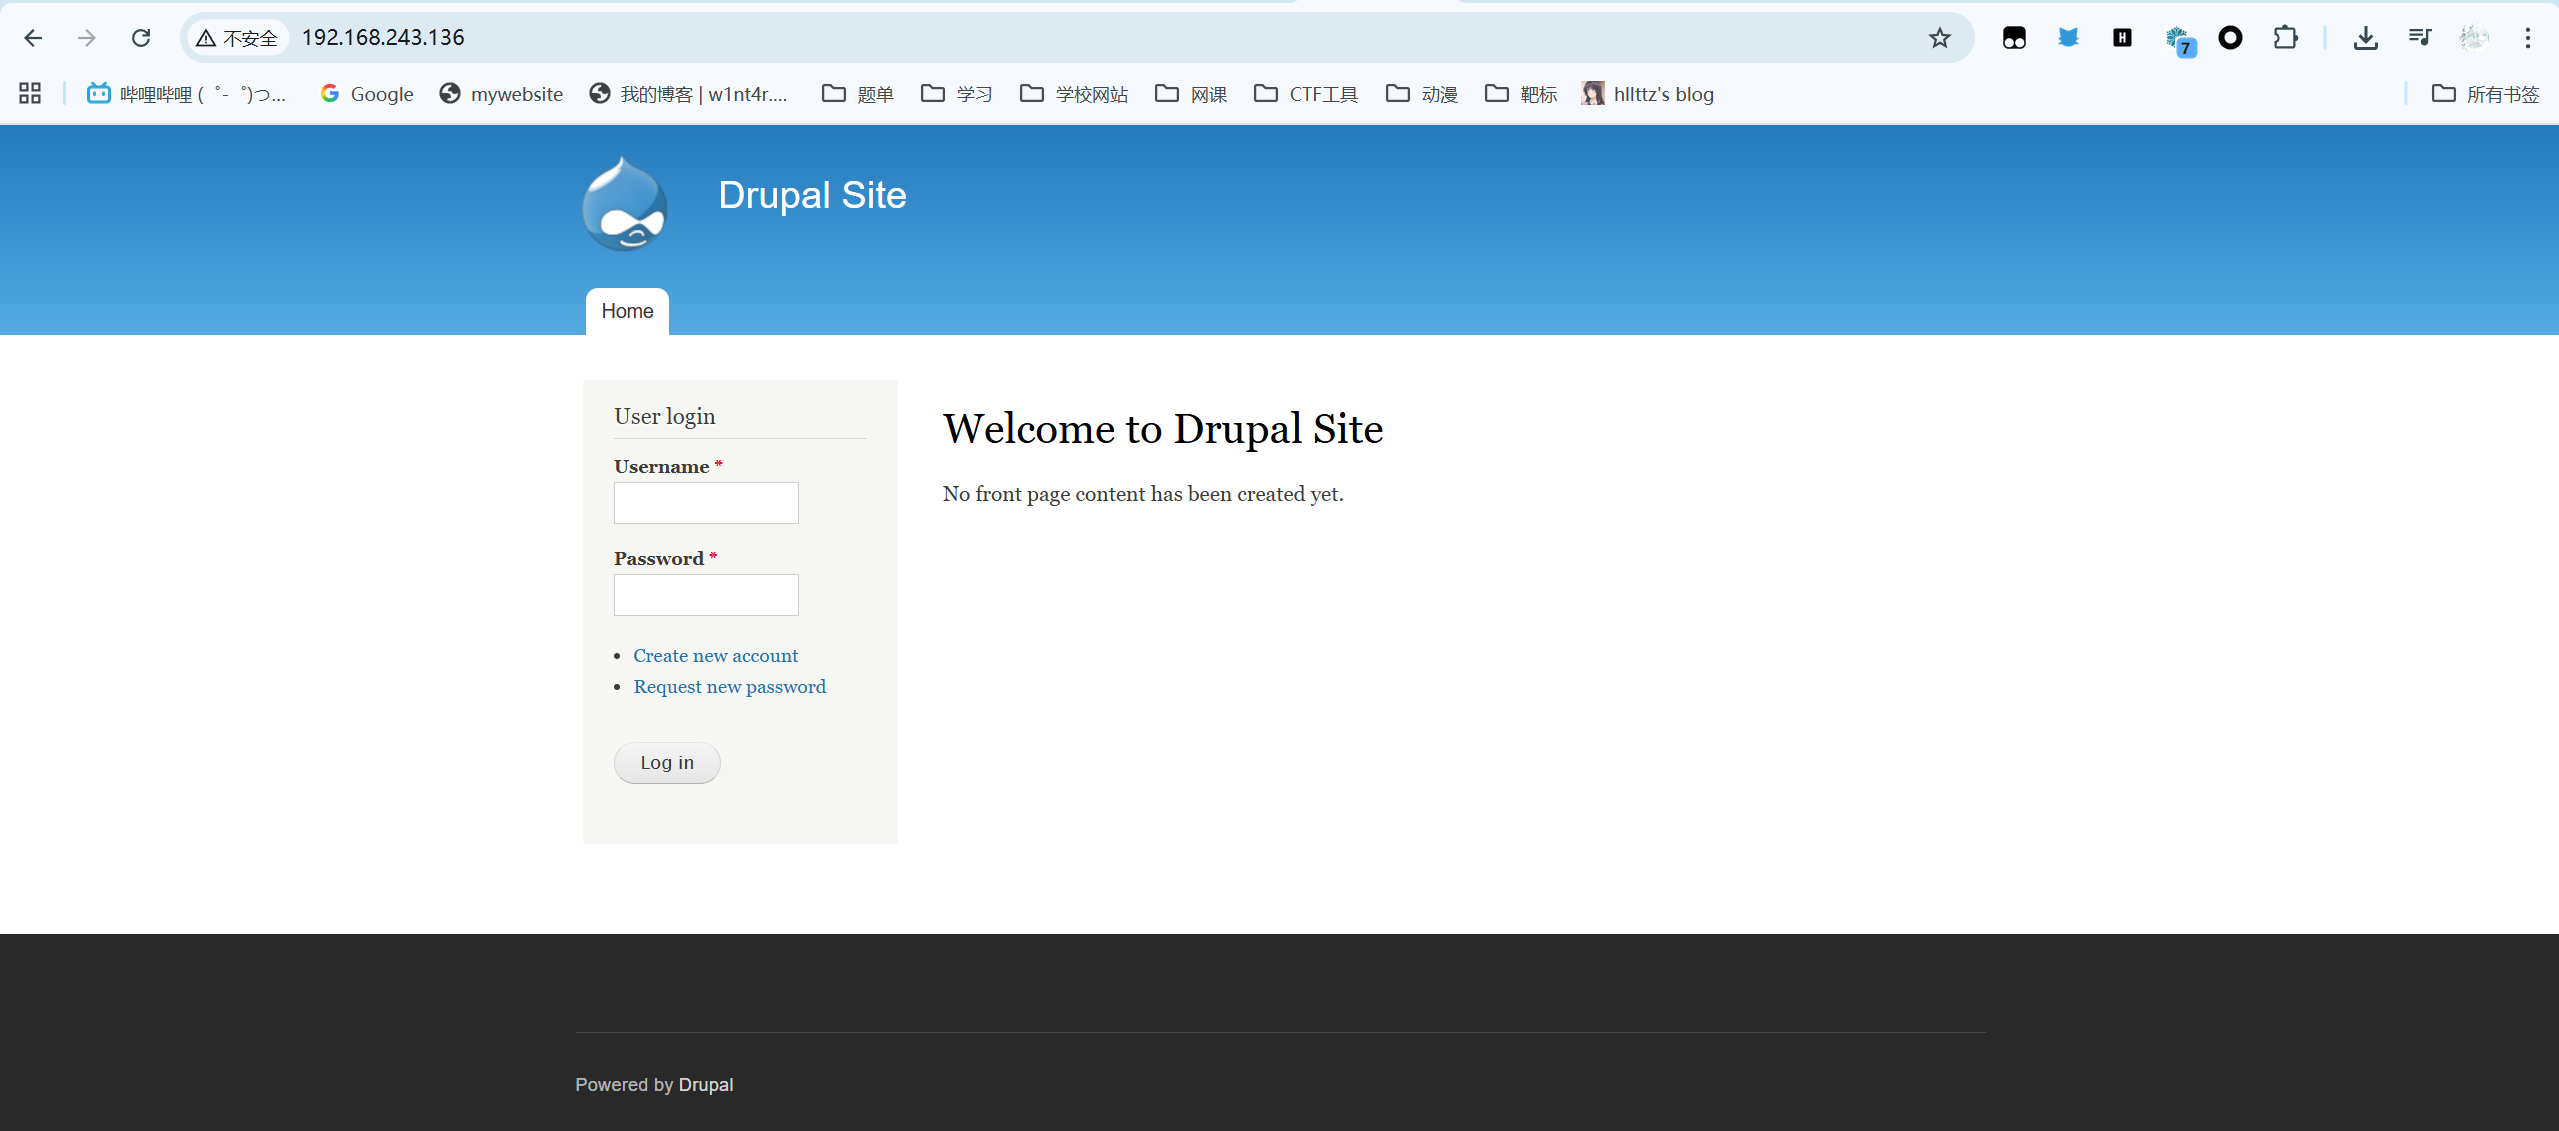 不安全 192.168.243.136
7
哔哩哔哩 (゜-゜)つ... Google mywebsite 我的博客 | w1nt4r.... 题单 学习 学校网站 网课 CTF工具 动漫 靶标 hllttz's blog 所有书签
Drupal Site
Home
User login
Username *
Password *
Create new account
Request new password
Log in
Welcome to Drupal Site
No front page content has been created yet.
Powered by Drupal